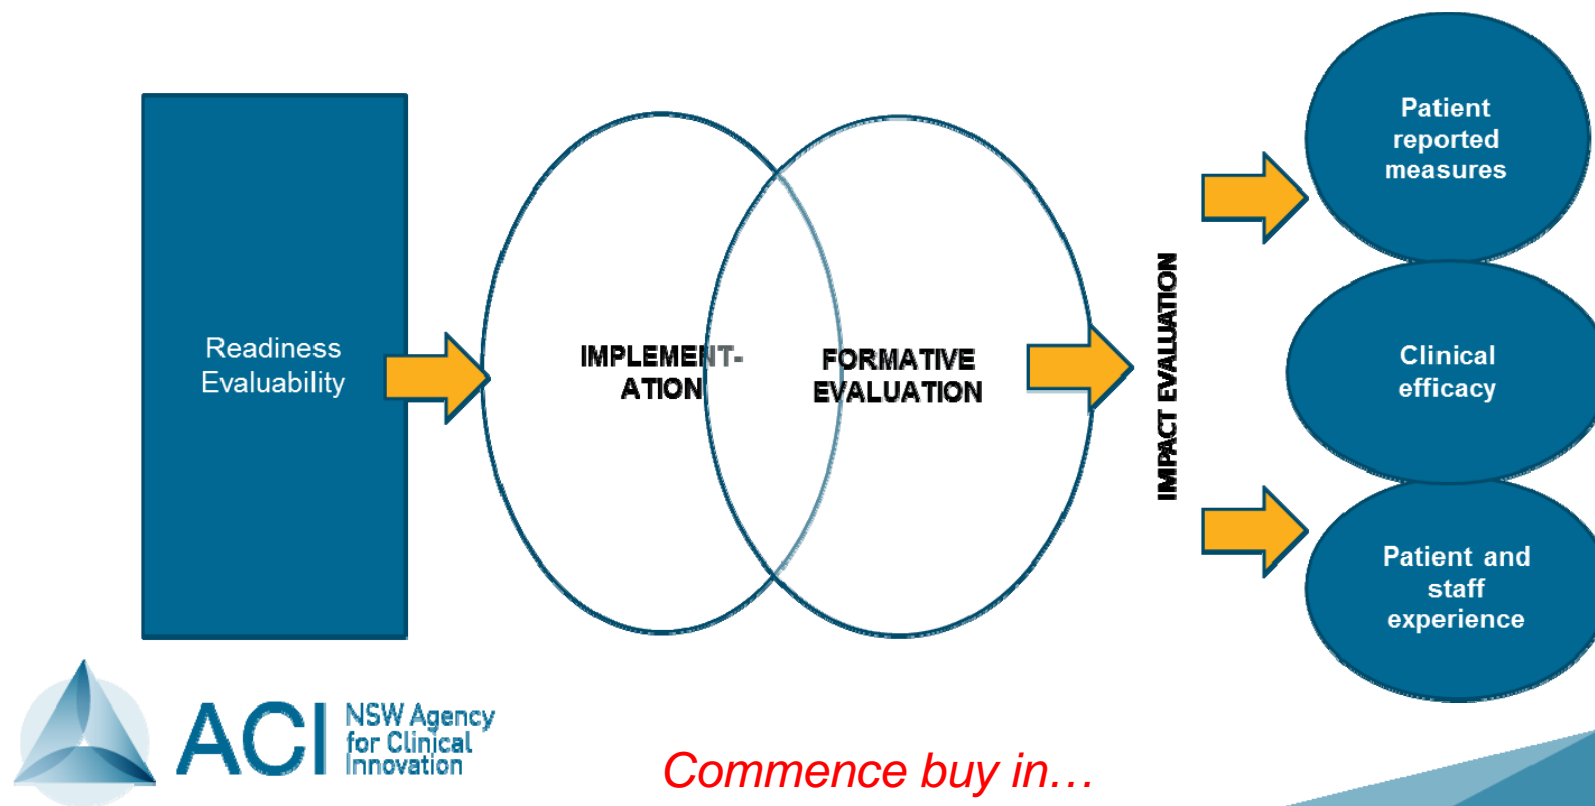 Readiness
Evaluability
IMPLEMENT-
ATION
FORMATIVE
EVALUATION
IMPACT EVALUATION
Patient
reported
measures
Clinical
efficacy
Patient and
staff
experience
ACI
NSW Agency
for Clinical
Innovation
Commence buy in...